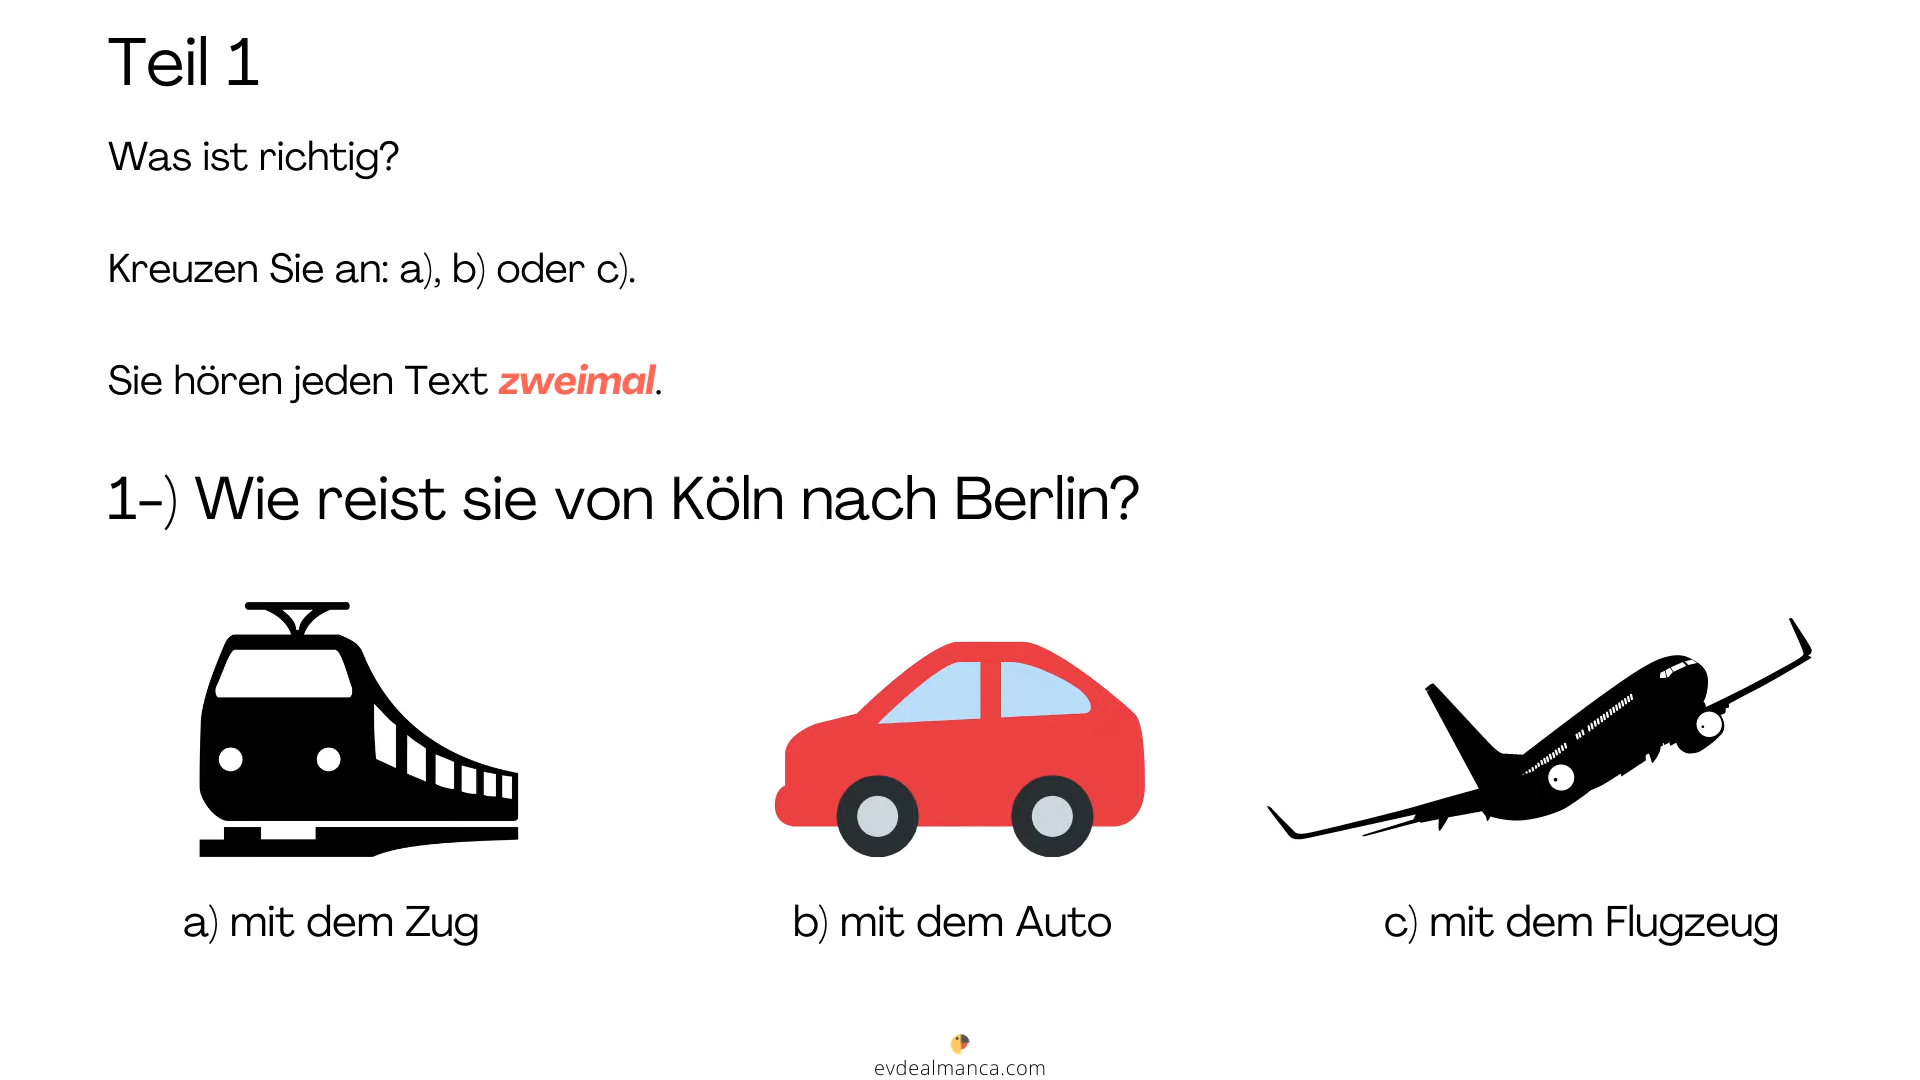 Teil 1
Was ist richtig?
Kreuzen Sie an: a), b) oder c).
Sie hören jeden Text zweimal.
1-) Wie reist sie von Köln nach Berlin?
a) mit dem Zug
b) mit dem Auto
c) mit dem Flugzeug
evdealmanca.com